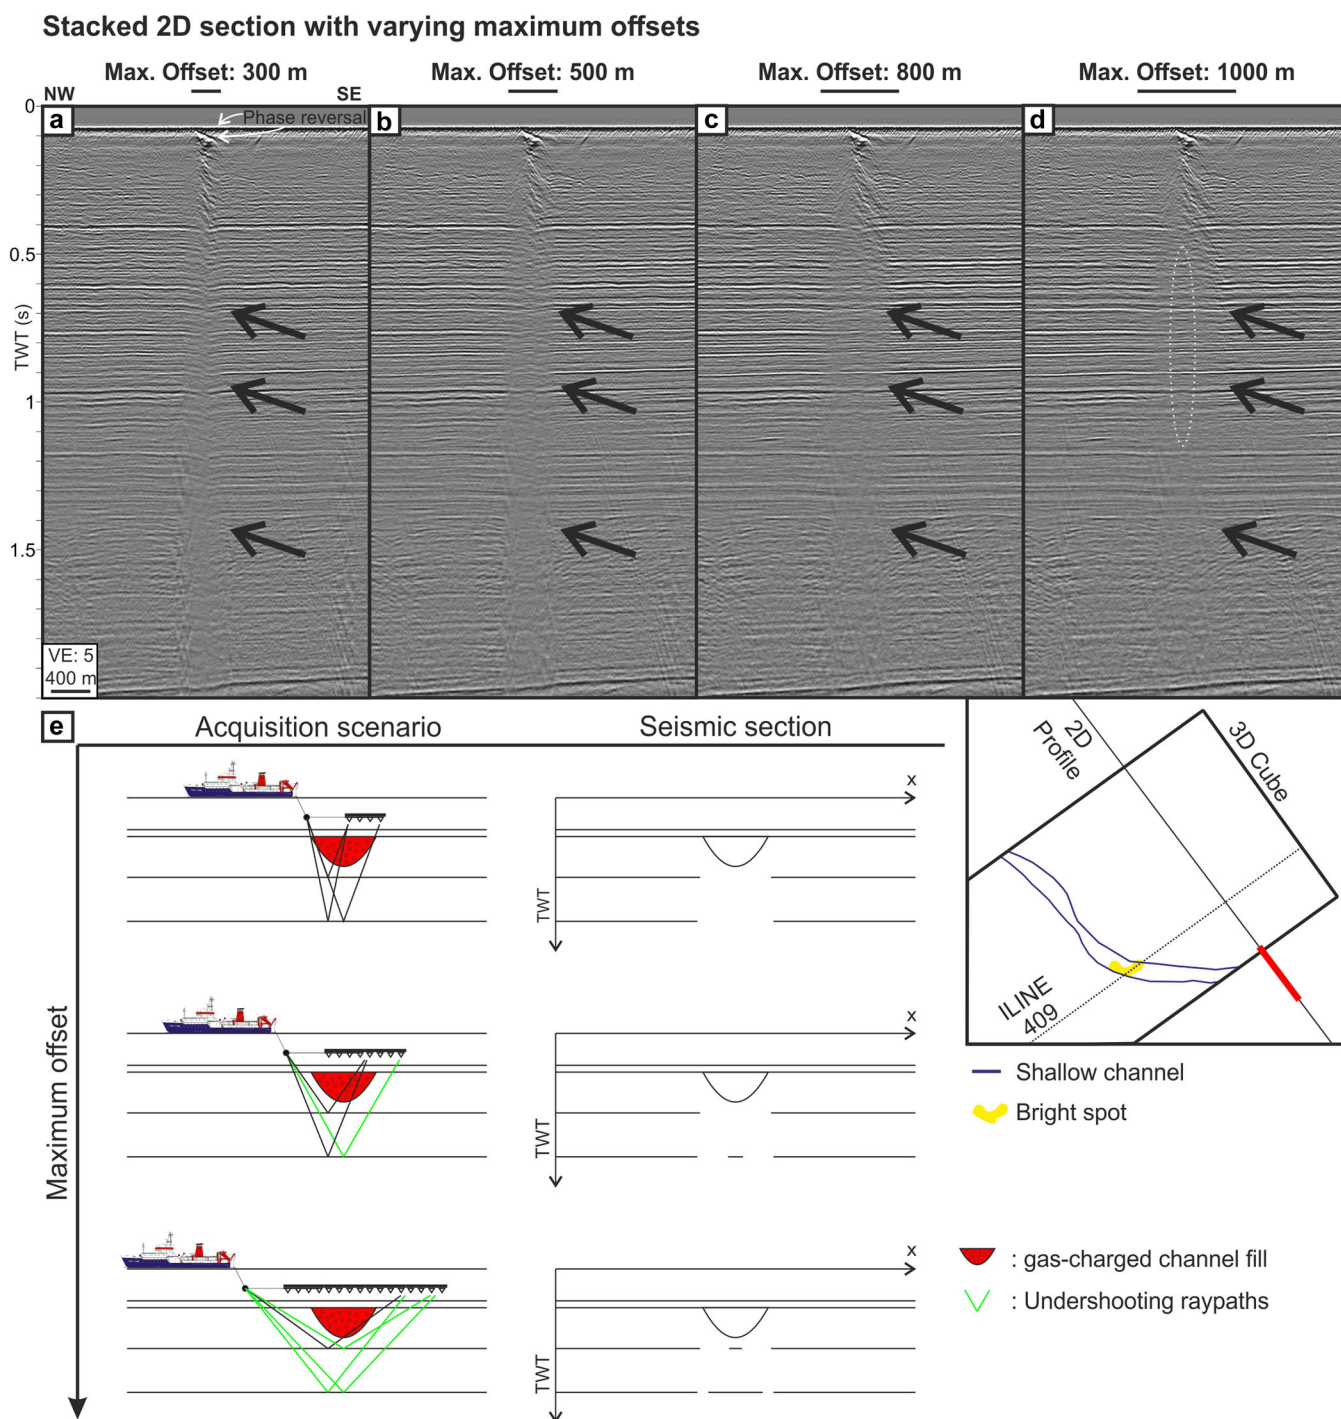 Stacked 2D section with varying maximum offsets
Max. Offset: 300 m
Max. Offset: 500 m
Max. Offset: 800 m
Max. Offset: 1000 m
NW
SE
0
a
Phase reversal
b
c
d
0.5
TWT (s)
1
1.5
VE: 5
400 m
e
Acquisition scenario
Seismic section
2D
Profile
3D Cube
x
TWT
ILINE
409
Maximum offset
x
TWT
Shallow channel
Bright spot
x
TWT
: gas-charged channel fill
: Undershooting raypaths